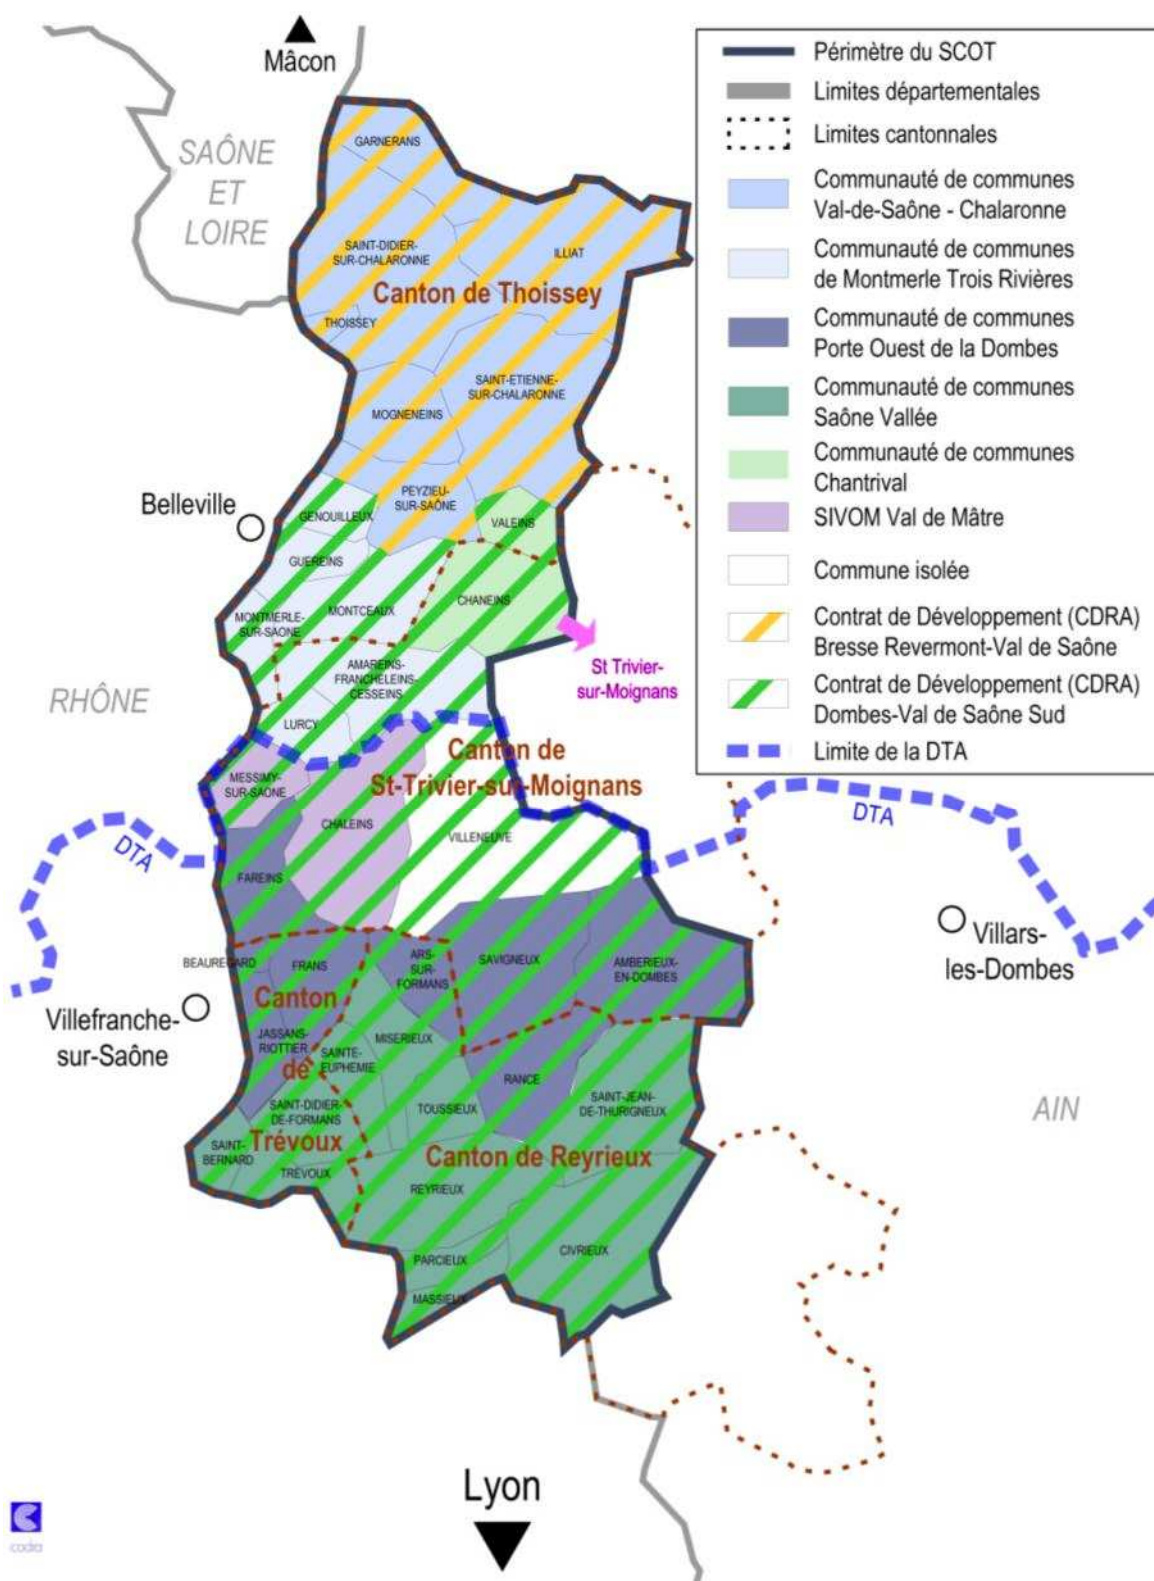 Mâcon
SAÔNE
ET
LOIRE
GARNERANS
SAINT-DIDIER-
SUR-CHALARONNE
ILLIAT
Canton de Thoissey
THOISSEY
SAINT-ETIENNE-
SUR-CHALARONNE
MOGNENEINS
Belleville
PEYZIEU-
SUR-SAÔNE
GENOUILLEUX
VALEINS
GUEREINS
MONTCEAUX
CHANEINS
MONTMERLE-
SUR-SAONE
AMAREINS-
FRANCHELEINS-
CESSEINS
St Trivier-
sur-Moignans
RHÔNE
LURCY
Canton de
St-Trivier-sur-Moignans
MESSIMY-
SUR-SAONE
CHALEINS
VILLENEUVE
DTA
DTA
FAREINS
BEAUREGARD
FRANS
ARS-
SUR-
FORMANS
SAVIGNEUX
AMBERIEUX-
EN-DOMBES
Villars-
les-Dombes
Villefranche-
sur-Saône
Canton
de
Trévoux
JASSANS-
RIOTTIER
SAINTE-
EUPHEMIE
MISERIEUX
RANCE
SAINT-JEAN-
DE-THURIGNEUX
SAINT-DIDIER-
DE-FORMANS
TOUSSIEUX
AIN
SAINT-
BERNARD
TRÉVOUX
Canton de Reyrieux
REYRIEUX
PARCIEUX
CIVRIEUX
MASSIEUX
Lyon
codra
Périmètre du SCOT
Limites départementales
Limites cantonnales
Communauté de communes
Val-de-Saône - Chalaronne
Communauté de communes
de Montmerle Trois Rivières
Communauté de communes
Porte Ouest de la Dombes
Communauté de communes
Saône Vallée
Communauté de communes
Chantrival
SIVOM Val de Mâtre
Commune isolée
Contrat de Développement (CDRA)
Bresse Revermont-Val de Saône
Contrat de Développement (CDRA)
Dombes-Val de Saône Sud
Limite de la DTA